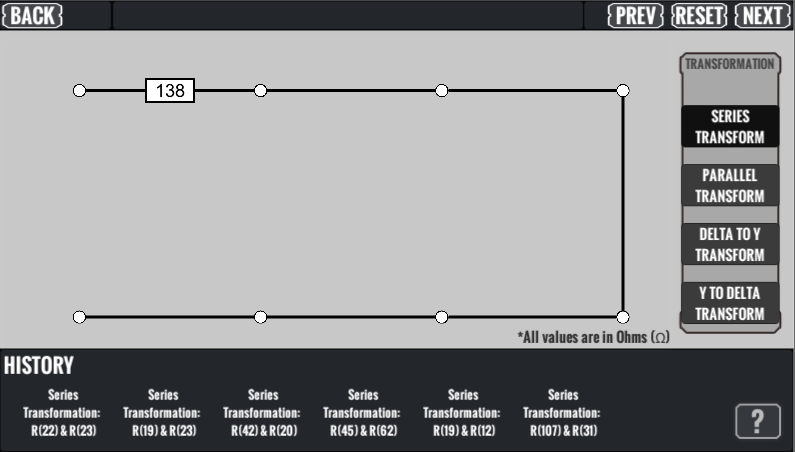 BACK
PREV RESET NEXT
TRANSFORMATION
138
SERIES
TRANSFORM
PARALLEL
TRANSFORM
DELTA TO Y
TRANSFORM
Y TO DELTA
TRANSFORM
*All values are in Ohms (Ω)
HISTORY
Series
Transformation:
R(22) & R(23)
Series
Transformation:
R(19) & R(23)
Series
Transformation:
R(42) & R(20)
Series
Transformation:
R(45) & R(62)
Series
Transformation:
R(19) & R(12)
Series
Transformation:
R(107) & R(31)
?